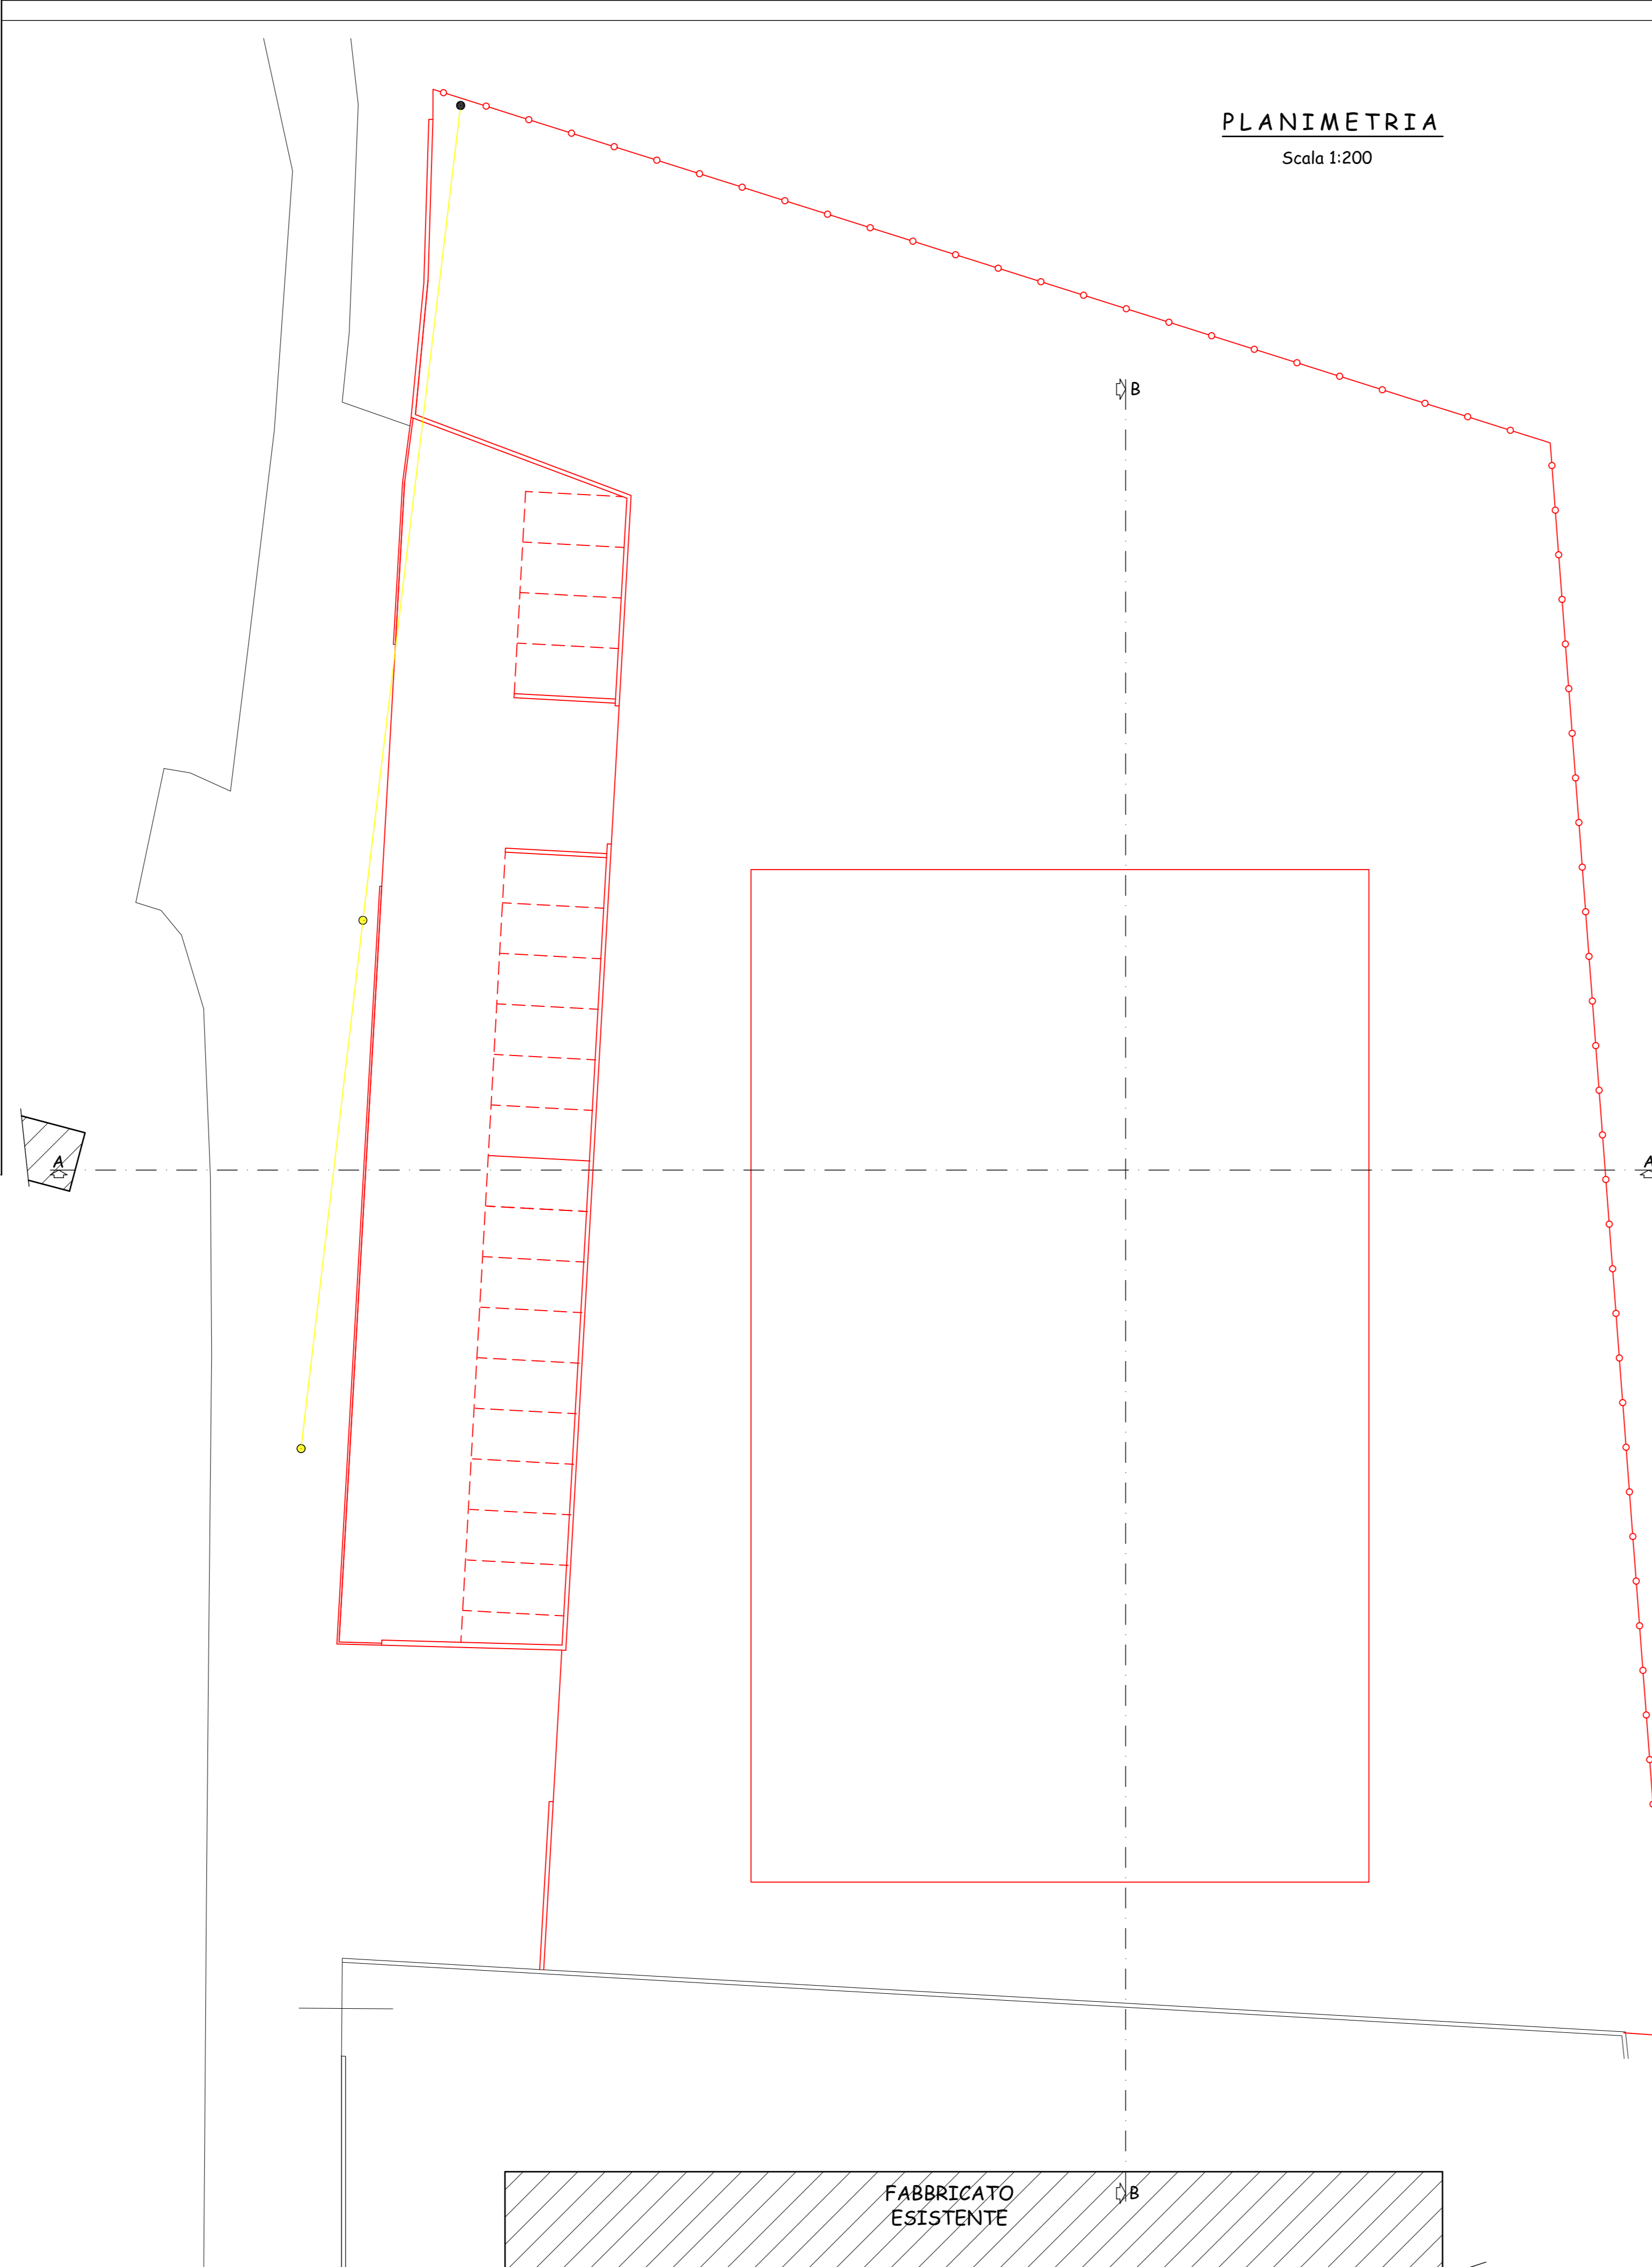 PLANIMETRIA
Scala 1:200
B
A
A
FABBRICATO
ESISTENTE
B